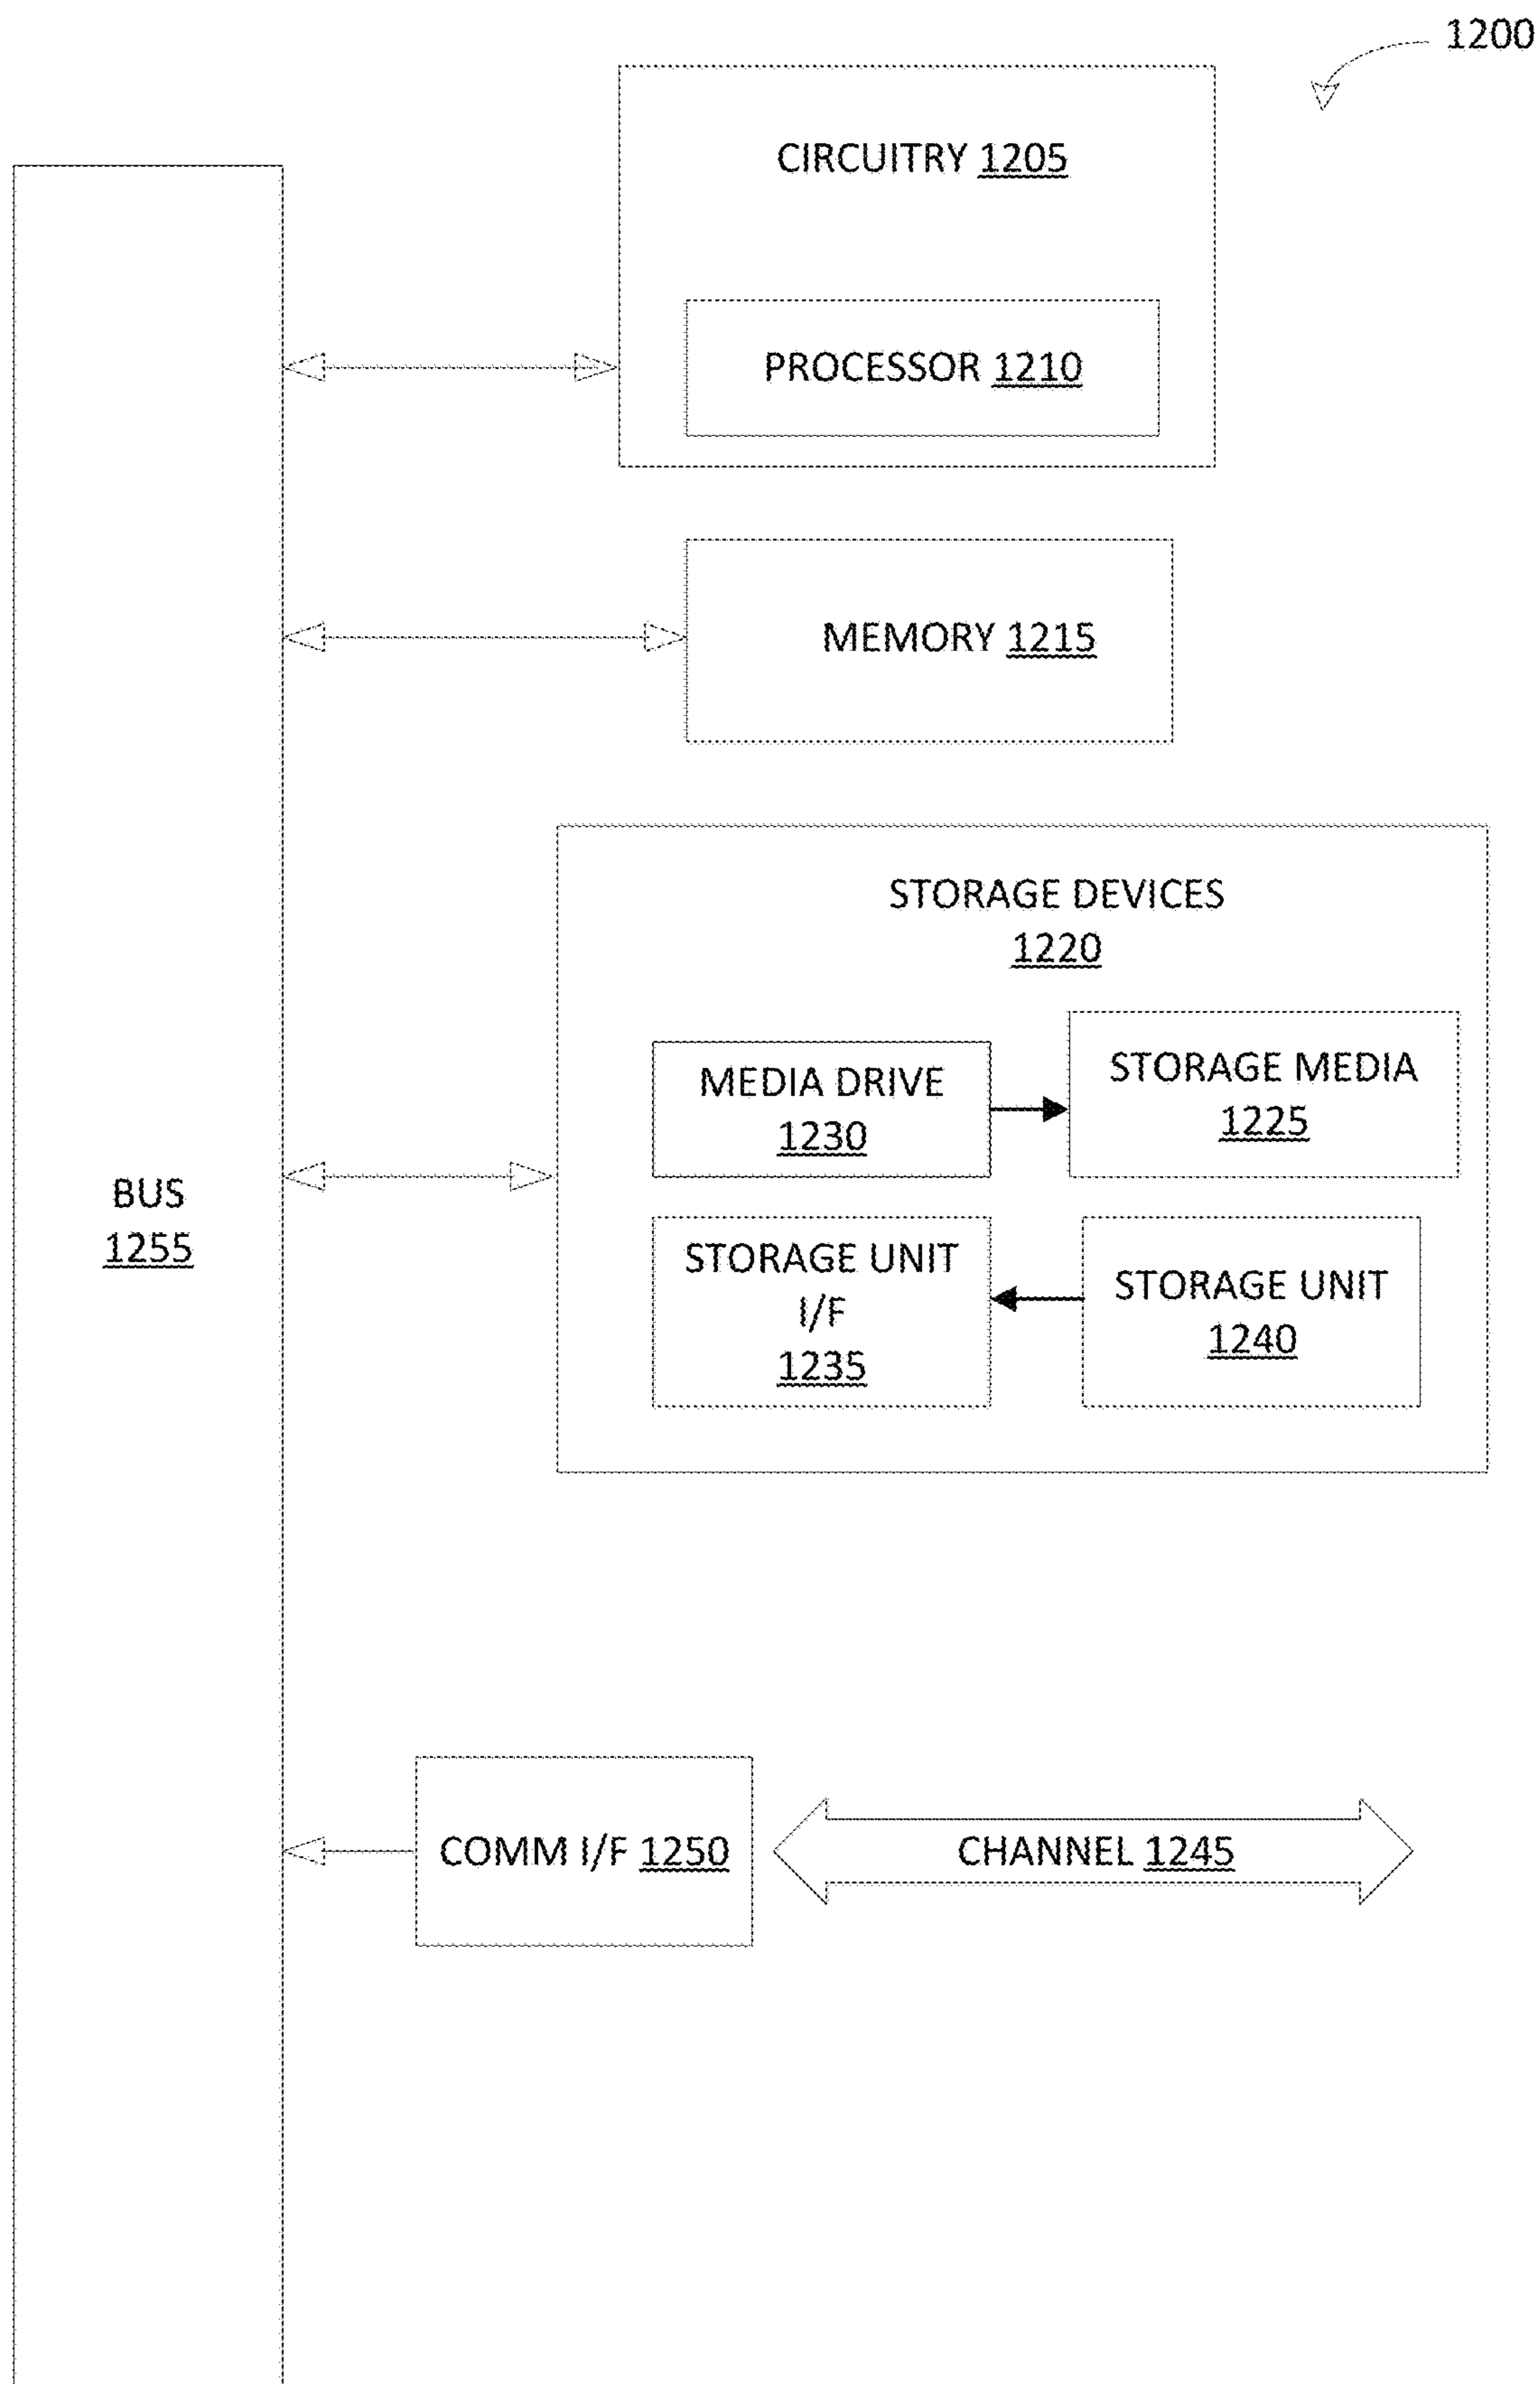 1200
CIRCUITRY 1205
PROCESSOR 1210
MEMORY 1215
STORAGE DEVICES
1220
MEDIA DRIVE
1230
STORAGE MEDIA
1225
BUS
1255
STORAGE UNIT
I/F
1235
STORAGE UNIT
1240
COMM I/F 1250
CHANNEL 1245